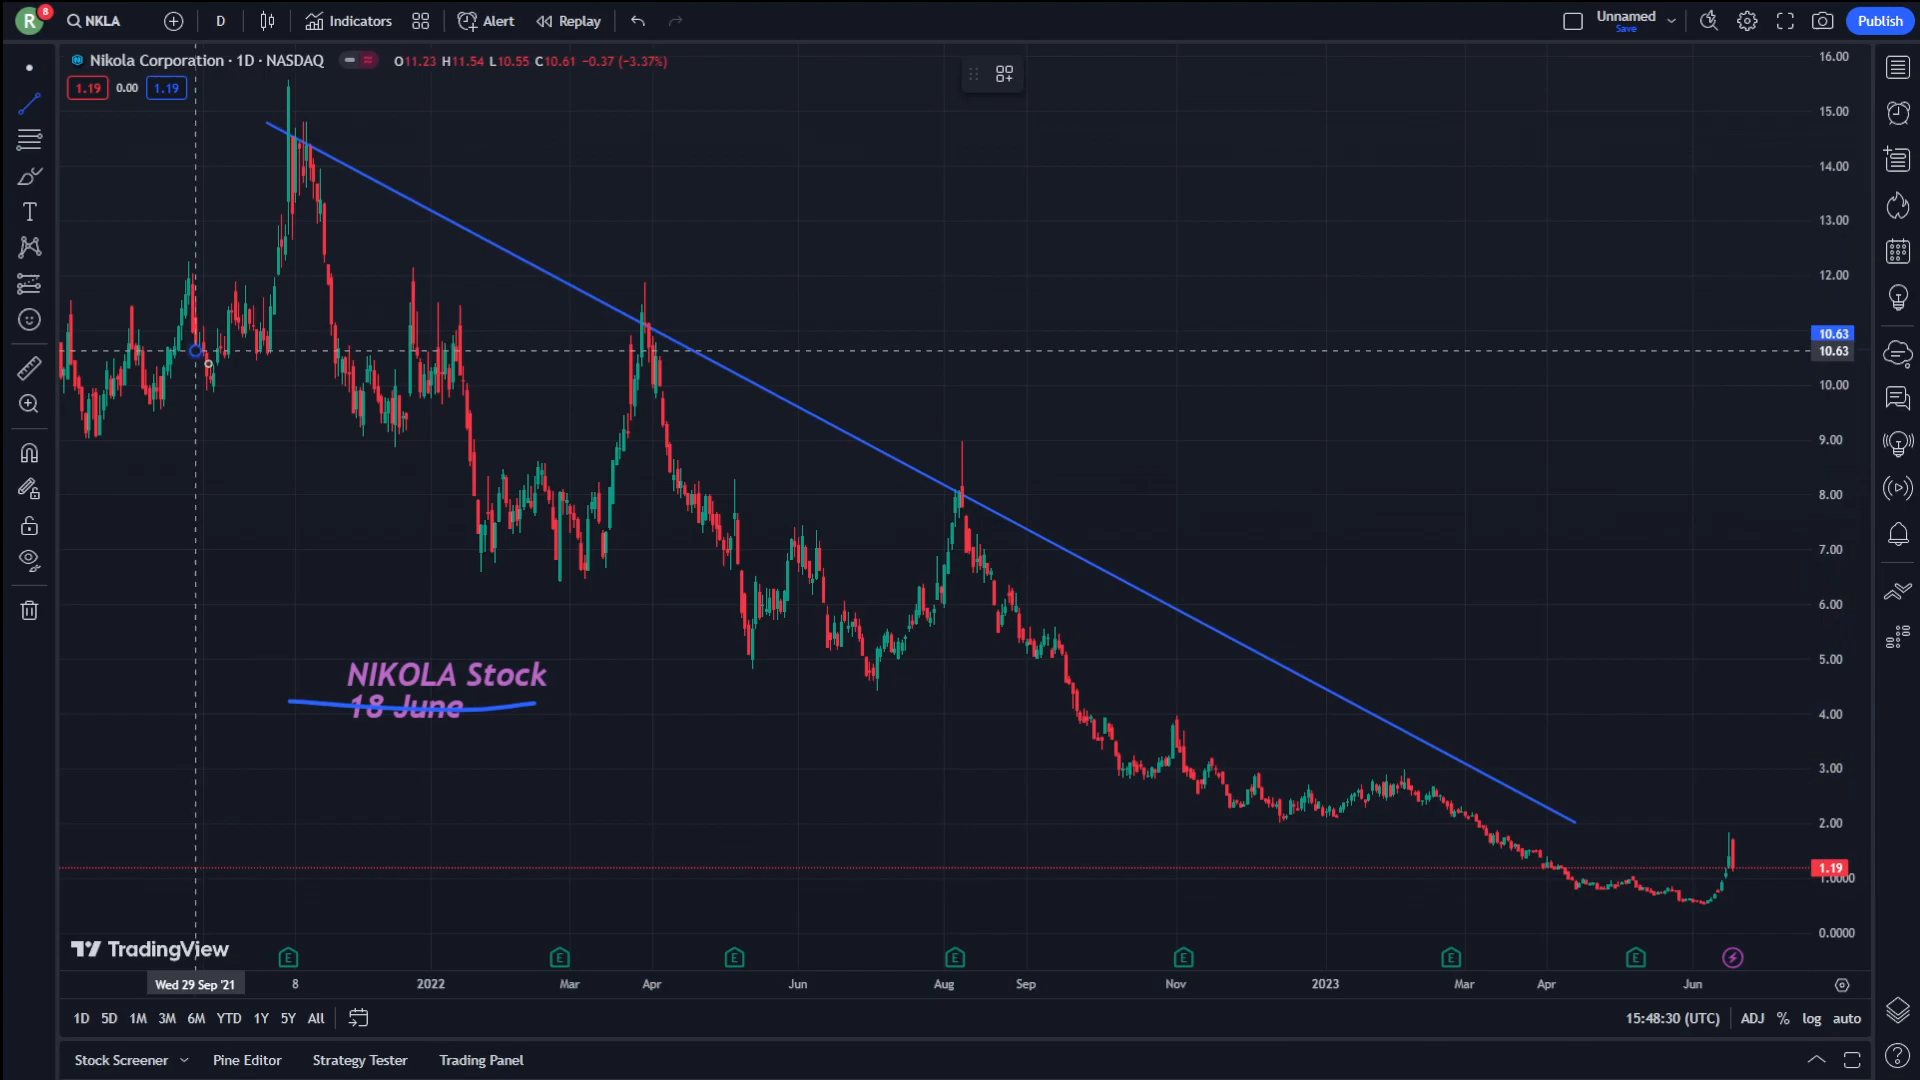 R 8 NKLA D Indicators Alert Replay Unnamed Save Publish
Nikola Corporation · 1D · NASDAQ O11.23 H11.54 L10.55 C10.61 −0.37 (−3.37%)
1.19 0.00 1.19
16.00
15.00
14.00
13.00
12.00
10.63
10.63
10.00
9.00
8.00
7.00
6.00
5.00
NIKOLA Stock
18 June
4.00
3.00
2.00
1.19
1.0000
0.0000
TradingView
E E E E E E E
Wed 29 Sep '21 8 2022 Mar Apr Jun Aug Sep Nov 2023 Mar Apr Jun
1D 5D 1M 3M 6M YTD 1Y 5Y All 15:48:30 (UTC) ADJ % log auto
Stock Screener Pine Editor Strategy Tester Trading Panel